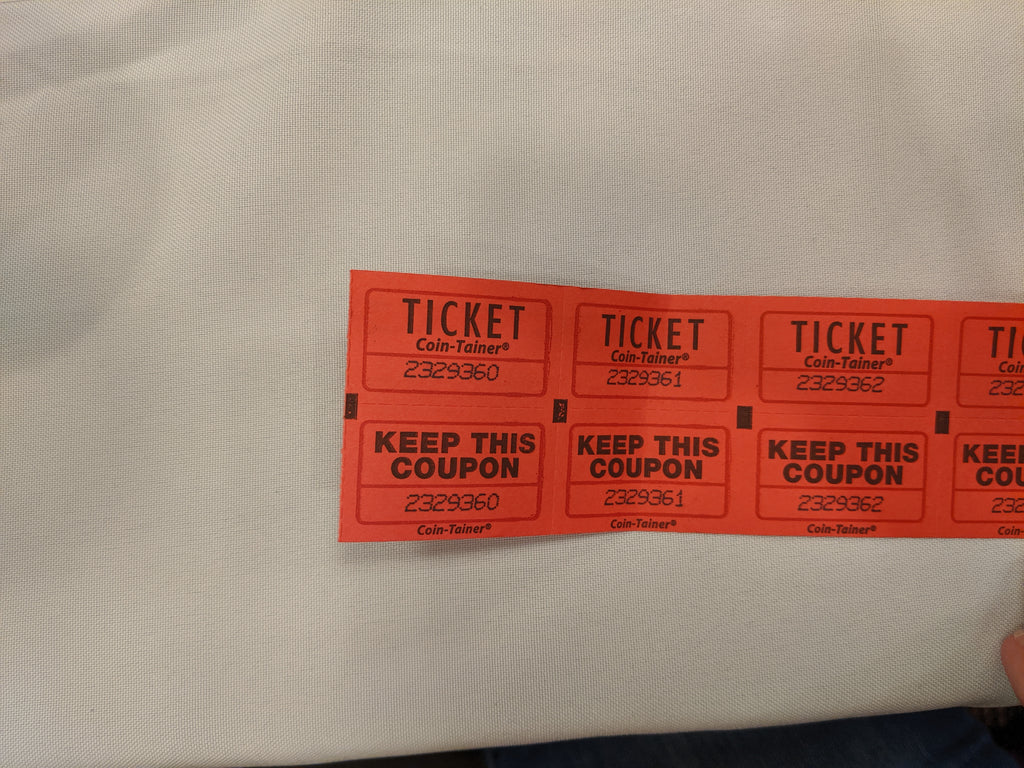 TICKET
Coin-Tainer®
2329360
KEEP THIS
COUPON
2329360
Coin-Tainer®
TICKET
Coin-Tainer®
2329361
KEEP THIS
COUPON
2329361
Coin-Tainer®
TICKET
Coin-Tainer®
2329362
KEEP THIS
COUPON
2329362
Coin-Tainer®